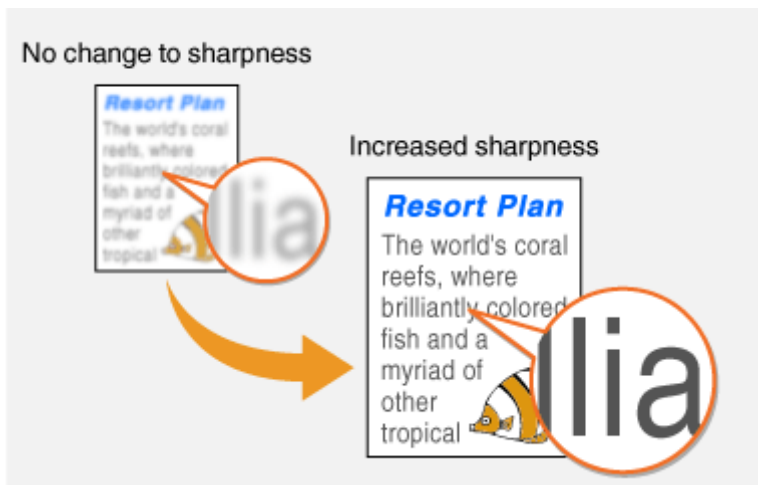 No change to sharpness
Resort Plan
The world's coral
reefs, where
brilliantly colored
fish and a
myriad of
other
tropical
lia
Increased sharpness
Resort Plan
The world's coral
reefs, where
brilliantly colored
fish and a
myriad of
other
tropical
llia